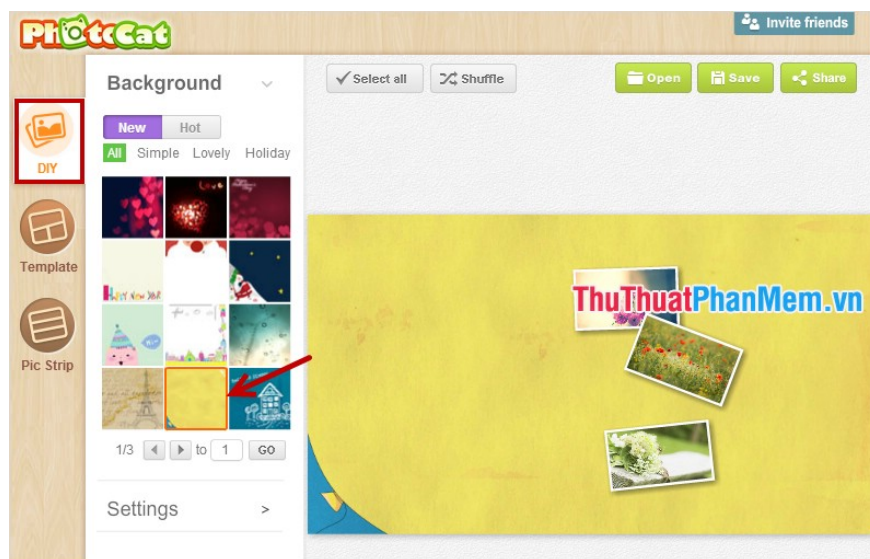 PhotoCat
Invite friends
Background
Select all
Shuffle
Open
Save
Share
New
Hot
All
Simple
Lovely
Holiday
DIY
Template
Pic Strip
ThuThuatPhanMem.vn
1/3
to
1
GO
Settings
>